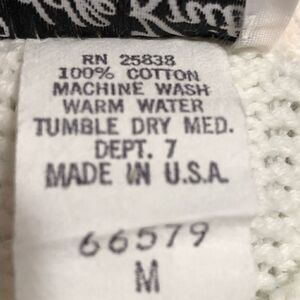 RN 25838
100% COTTON
MACHINE WASH
WARM WATER
TUMBLE DRY MED.
DEPT. 7
MADE IN U.S.A.
66579
M